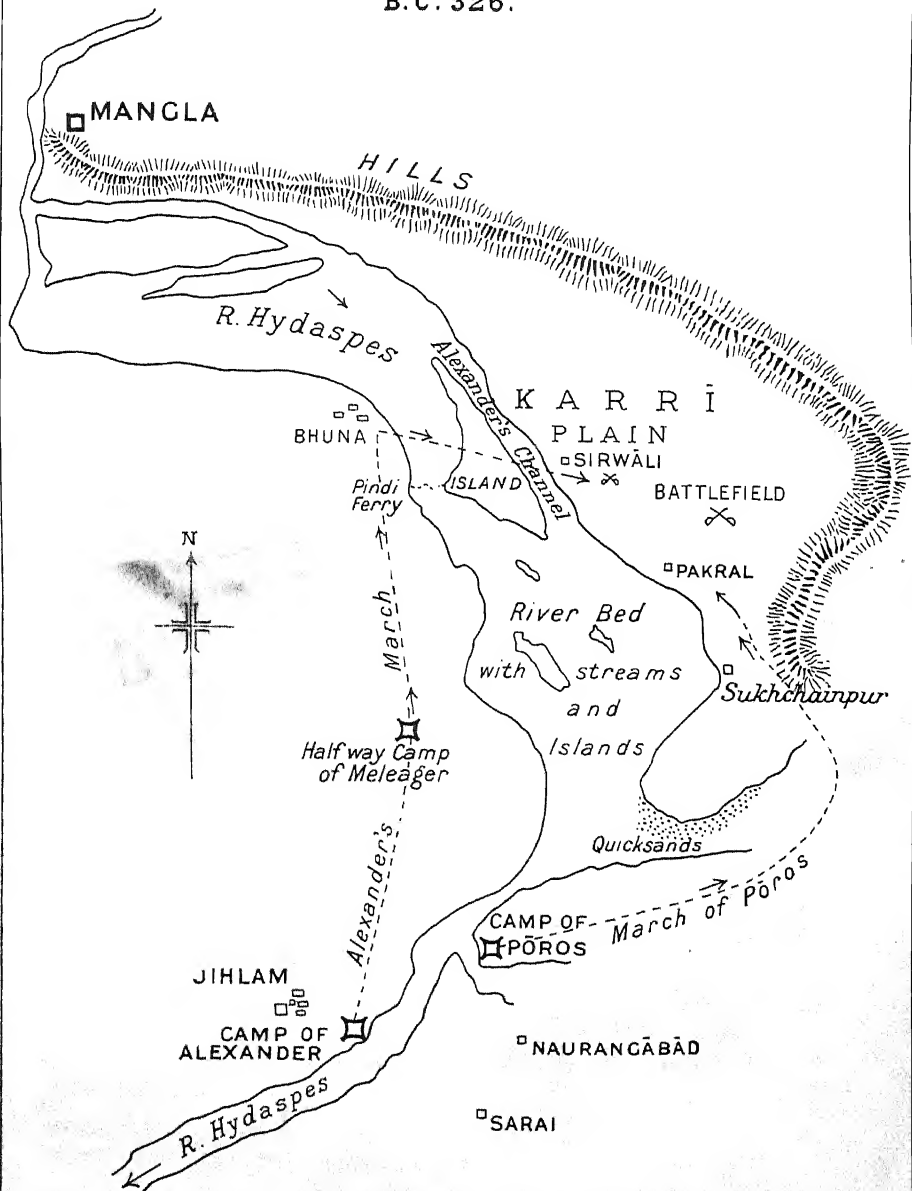 B.C. 326.
MANGLA
HILLS
R. Hydaspes
Alexander's Channel
KARRĪ
PLAIN
BHUNA
SIRWĀLI
Pindi
Ferry
ISLAND
BATTLEFIELD
N
PAKRAL
River Bed
with streams
and
Islands
March
Sukhchainpur
Halfway Camp
of Meleager
Quicksands
Alexander's
March of Pōros
CAMP OF
PŌROS
JIHLAM
CAMP OF
ALEXANDER
NAURANGĀBĀD
R. Hydaspes
SARAI